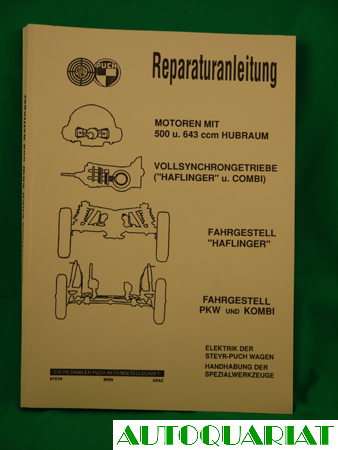 PUCH
Reparaturanleitung
MOTOREN MIT
500 u. 643 ccm HUBRAUM
VOLLSYNCHRONGETRIEBE
("HAFLINGER" u. COMBI)
FAHRGESTELL
"HAFLINGER"
FAHRGESTELL
PKW UND KOMBI
ELEKTRIK DER
STEYR-PUCH WAGEN
HANDHABUNG DER
SPEZIALWERKZEUGE
STEYR-DAIMLER-PUCH AKTIENGESELLSCHAFT
STEYR WIEN GRAZ
AUTOQUARIAT